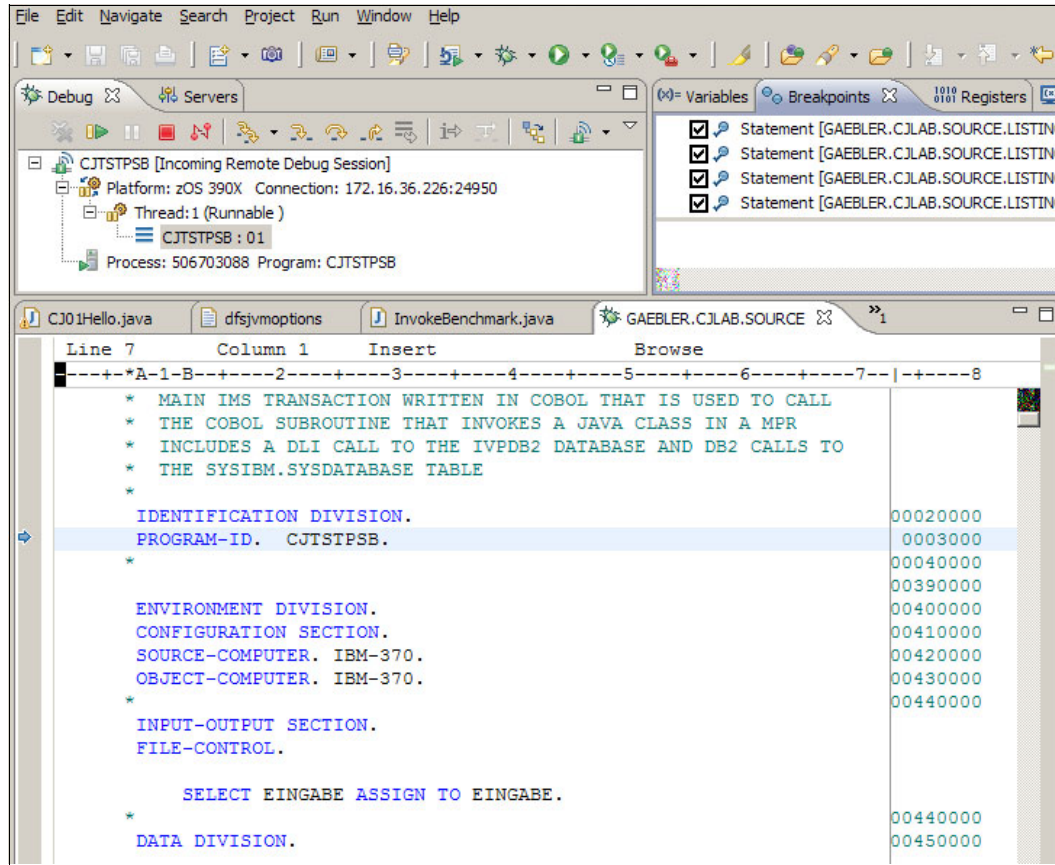 File Edit Navigate Search Project Run Window Help
Debug Servers
(x)= Variables Breakpoints 1010 0101 Registers
CJTSTPSB [Incoming Remote Debug Session]
Platform: zOS 390X Connection: 172.16.36.226:24950
Thread:1 (Runnable )
CJTSTPSB : 01
Process: 506703088 Program: CJTSTPSB
Statement [GAEBLER.CJLAB.SOURCE.LISTIN
Statement [GAEBLER.CJLAB.SOURCE.LISTIN
Statement [GAEBLER.CJLAB.SOURCE.LISTIN
Statement [GAEBLER.CJLAB.SOURCE.LISTIN
CJ01Hello.java dfsjvmoptions InvokeBenchmark.java GAEBLER.CJLAB.SOURCE »1
Line 7 Column 1 Insert Browse
----+-*A-1-B--+----2----+----3----+----4----+----5----+----6----+----7--|-+----8
* MAIN IMS TRANSACTION WRITTEN IN COBOL THAT IS USED TO CALL
* THE COBOL SUBROUTINE THAT INVOKES A JAVA CLASS IN A MPR
* INCLUDES A DLI CALL TO THE IVPDB2 DATABASE AND DB2 CALLS TO
* THE SYSIBM.SYSDATABASE TABLE
*
IDENTIFICATION DIVISION. 00020000
PROGRAM-ID. CJTSTPSB. 0003000
* 00040000
00390000
ENVIRONMENT DIVISION. 00400000
CONFIGURATION SECTION. 00410000
SOURCE-COMPUTER. IBM-370. 00420000
OBJECT-COMPUTER. IBM-370. 00430000
* 00440000
INPUT-OUTPUT SECTION.
FILE-CONTROL.
SELECT EINGABE ASSIGN TO EINGABE.
* 00440000
DATA DIVISION. 00450000